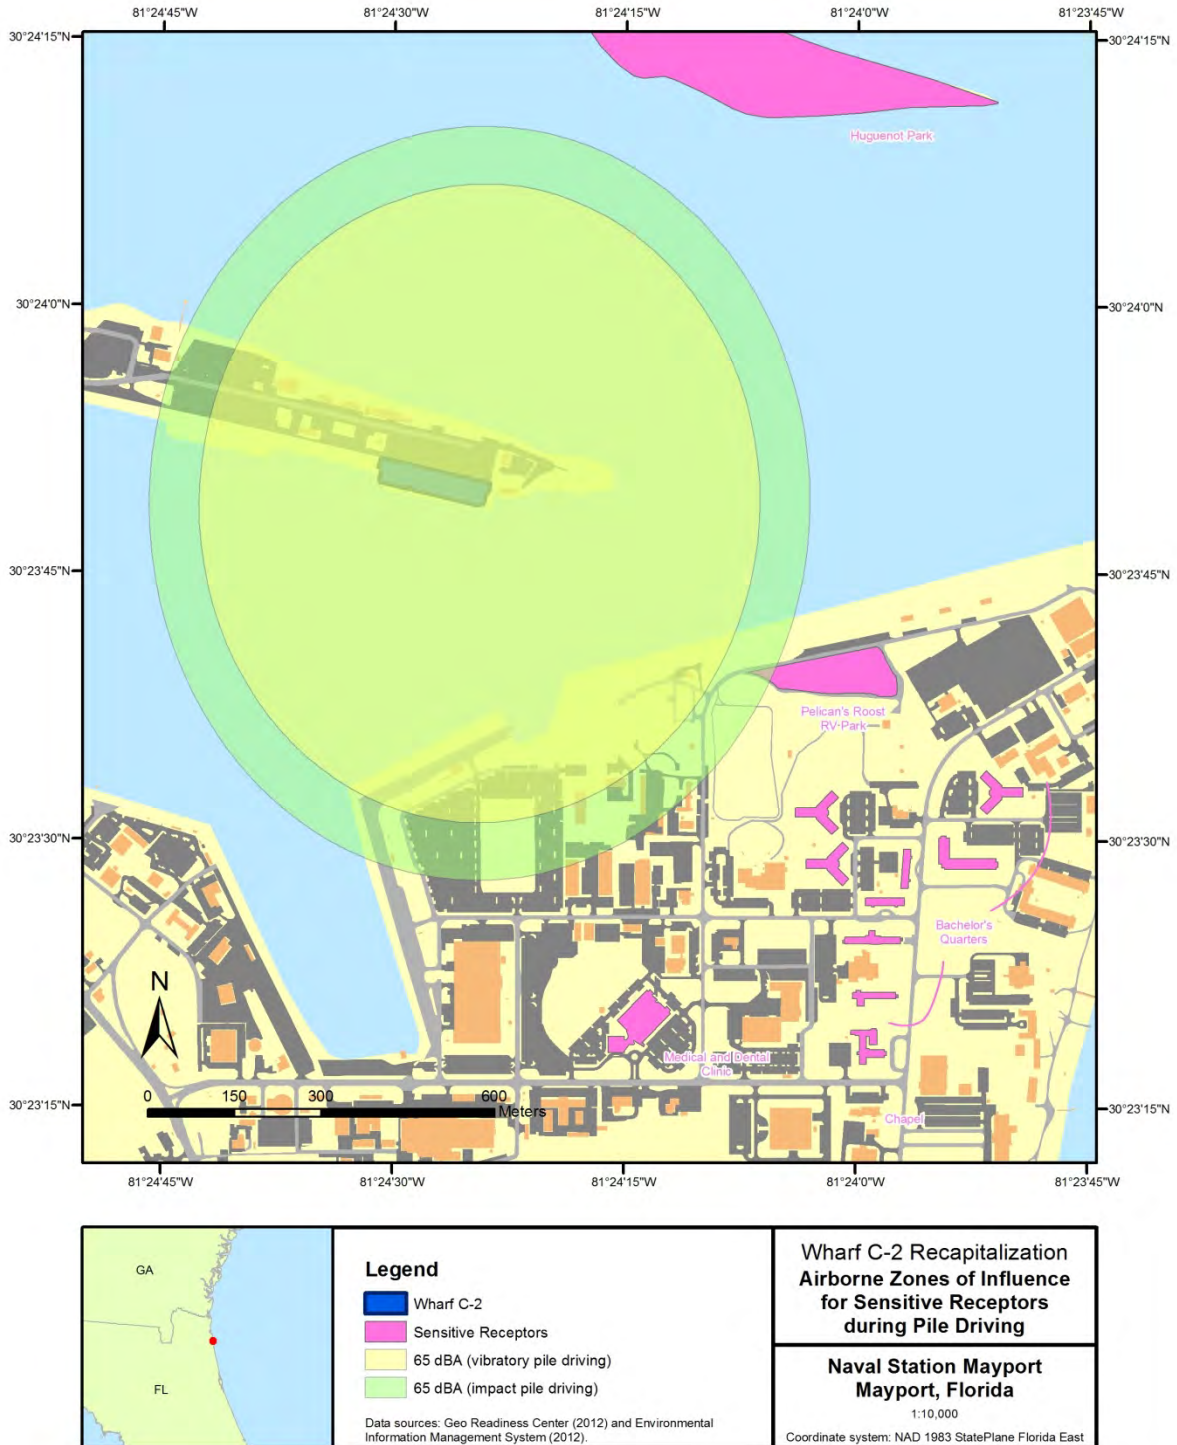 81°24'45"W
81°24'30"W
81°24'15"W
81°24'0"W
81°23'45"W
30°24'15"N
30°24'15"N
Huguenot Park
30°24'0"N
30°24'0"N
30°23'45"N
30°23'45"N
Pelican's Roost
RV-Park
30°23'30"N
30°23'30"N
Bachelor's
Quarters
N
Medical and Dental
Clinic
0 150 300 600
Meters
30°23'15"N
30°23'15"N
Chapel
81°24'45"W
81°24'30"W
81°24'15"W
81°24'0"W
81°23'45"W
GA
FL
Legend
Wharf C-2
Sensitive Receptors
65 dBA (vibratory pile driving)
65 dBA (impact pile driving)
Data sources: Geo Readiness Center (2012) and Environmental
Information Management System (2012).
Wharf C-2 Recapitalization
Airborne Zones of Influence
for Sensitive Receptors
during Pile Driving
Naval Station Mayport
Mayport, Florida
1:10,000
Coordinate system: NAD 1983 StatePlane Florida East